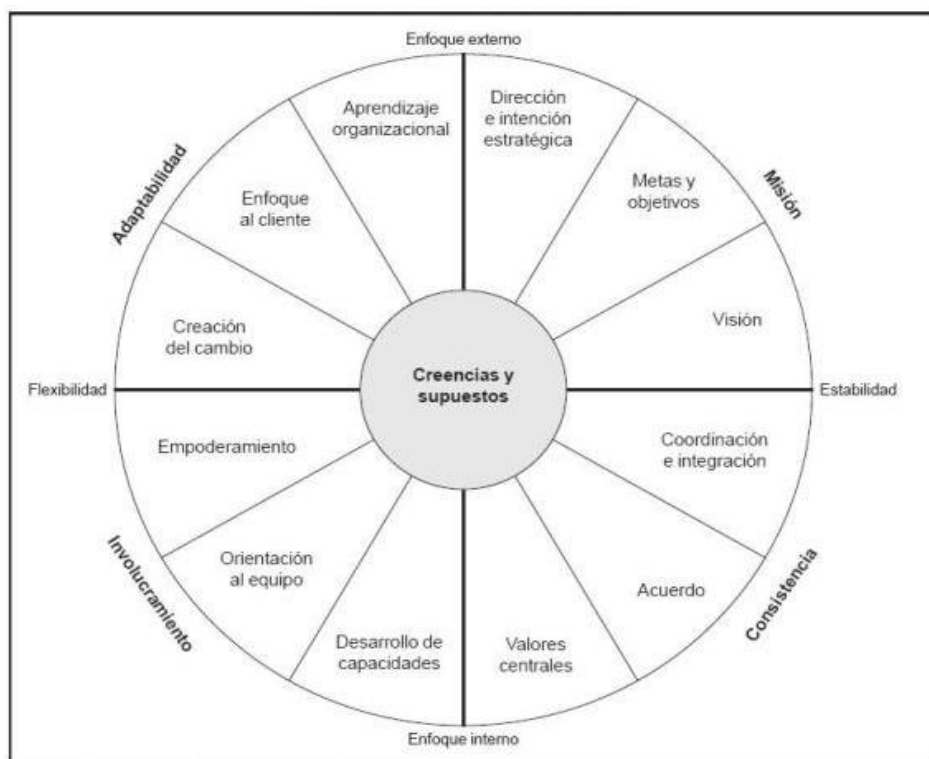 Enfoque externo
Aprendizaje
organizacional
Dirección
e intención
estratégica
Adaptabilidad
Enfoque
al cliente
Metas y
objetivos
Misión
Creación
del cambio
Visión
Creencias y
supuestos
Flexibilidad
Estabilidad
Empoderamiento
Coordinación
e integración
Involucramiento
Orientación
al equipo
Acuerdo
Consistencia
Desarrollo de
capacidades
Valores
centrales
Enfoque interno